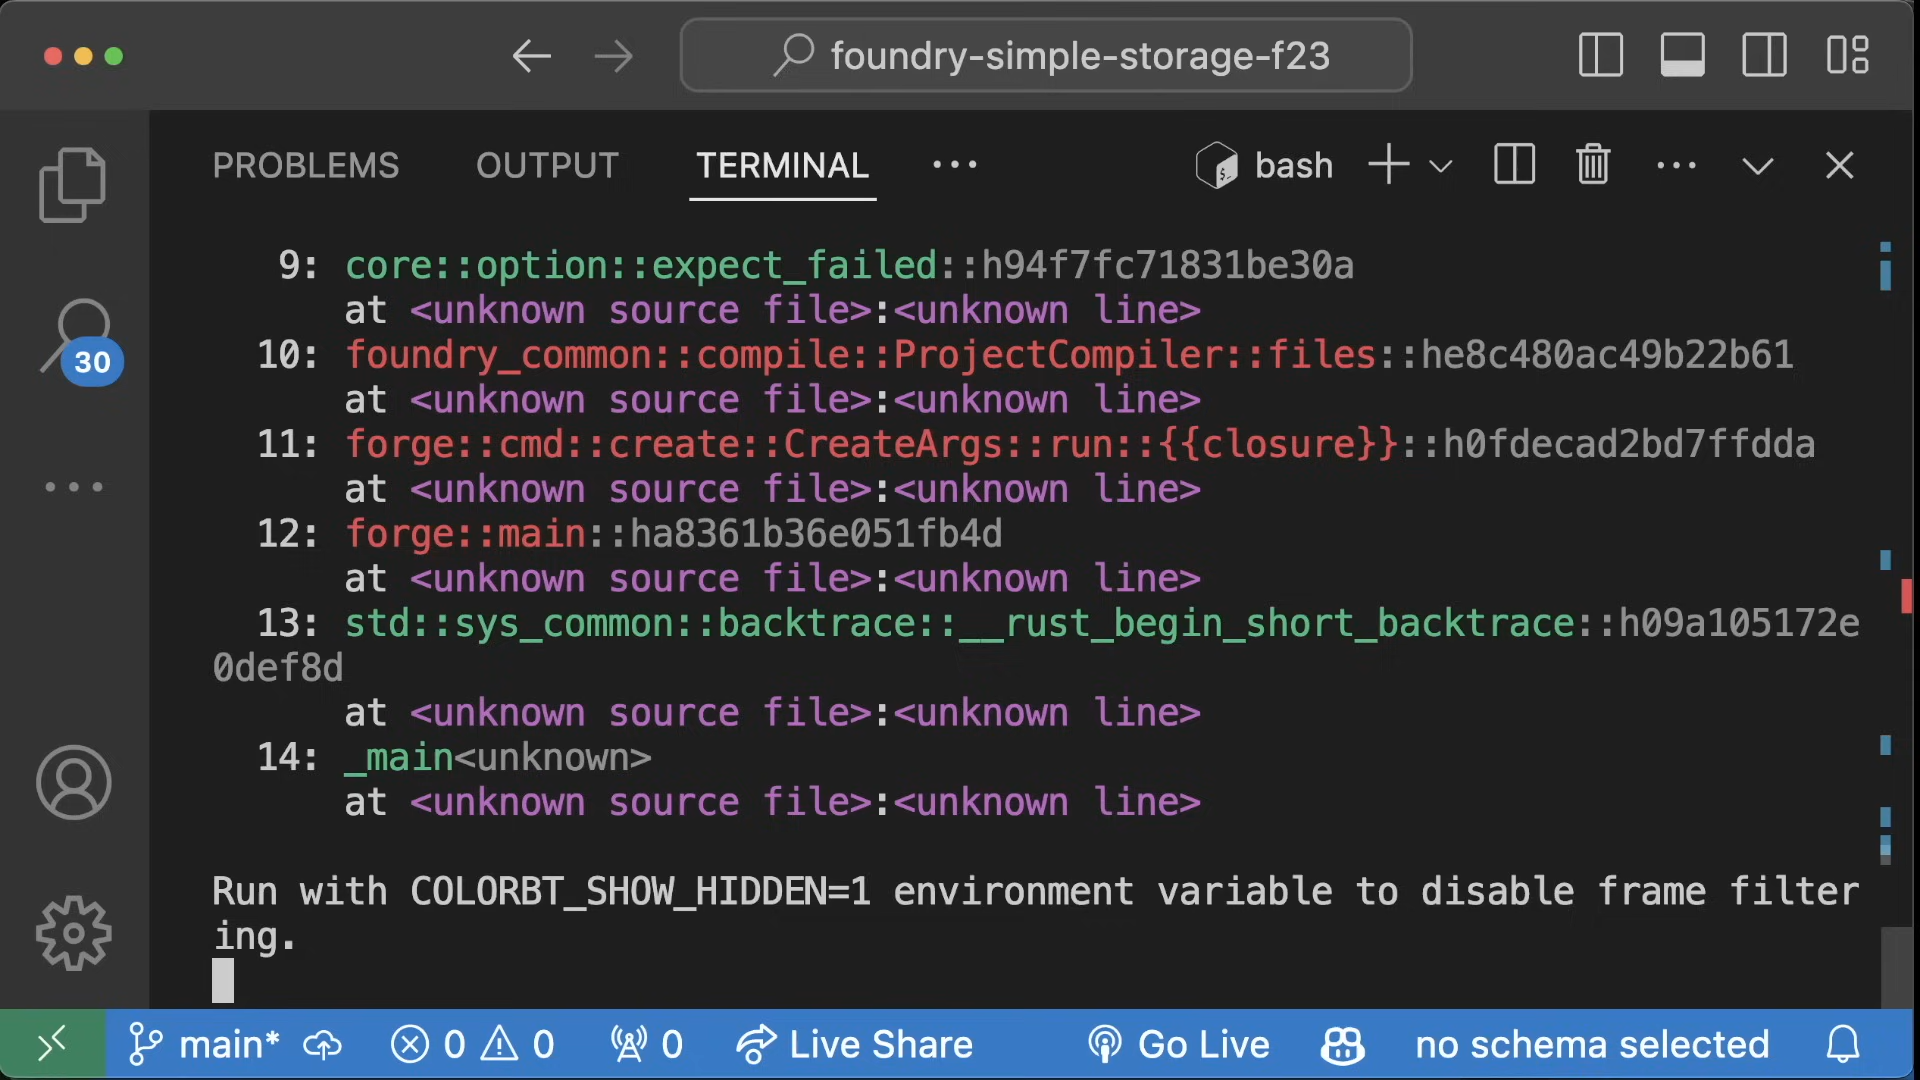 foundry-simple-storage-f23
PROBLEMS OUTPUT TERMINAL ··· bash
9: core::option::expect_failed::h94f7fc71831be30a
at <unknown source file>:<unknown line>
10: foundry_common::compile::ProjectCompiler::files::he8c480ac49b22b61
at <unknown source file>:<unknown line>
11: forge::cmd::create::CreateArgs::run::{{closure}}::h0fdecad2bd7ffdda
at <unknown source file>:<unknown line>
12: forge::main::ha8361b36e051fb4d
at <unknown source file>:<unknown line>
13: std::sys_common::backtrace::__rust_begin_short_backtrace::h09a105172e
0def8d
at <unknown source file>:<unknown line>
14: _main<unknown>
at <unknown source file>:<unknown line>
Run with COLORBT_SHOW_HIDDEN=1 environment variable to disable frame filter
ing.
30
main* 0 0 0 Live Share Go Live no schema selected